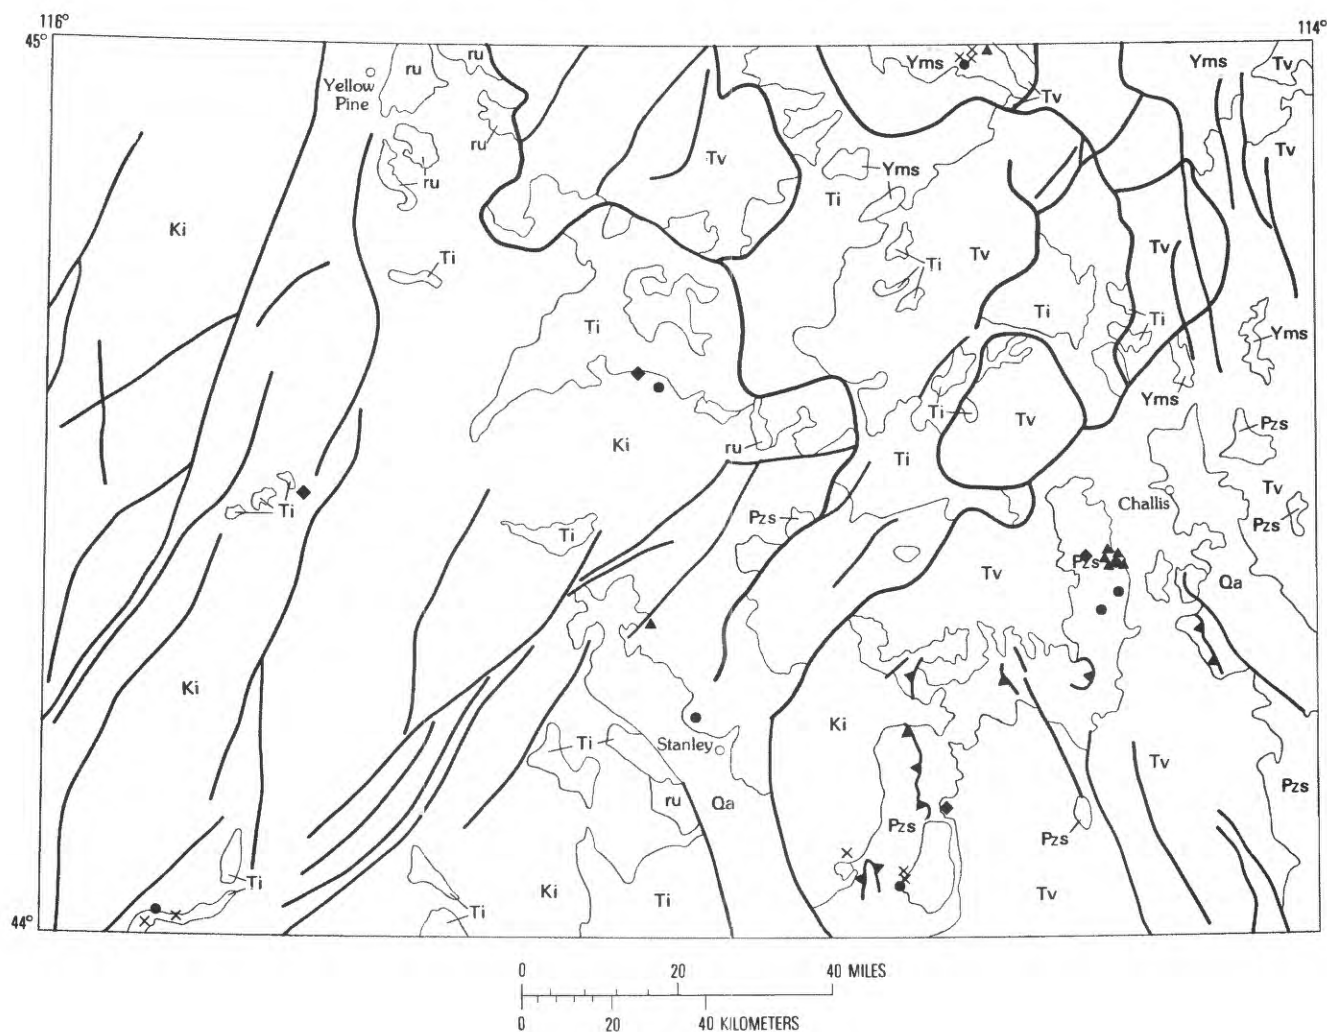 116°
114°
45°
ru
ru
Yms
Yms
Tv
Yellow
Pine
Tv
ru
Tv
Tv
ru
Yms
Ti
Ki
Tv
Tv
Ti
Ti
Ti
Ti
Ti
Yms
Yms
Ti
Tv
Pzs
ru
Ki
Ti
Tv
Challis
Ti
Pzs
Ti
Pzs
Pzs
Tv
Qa
Ki
Ki
Ti
Stanley
Tv
ru
Qa
Pzs
Pzs
Pzs
Ti
Ki
Ti
Tv
Ti
44°
0 20 40 MILES
0 20 40 KILOMETERS